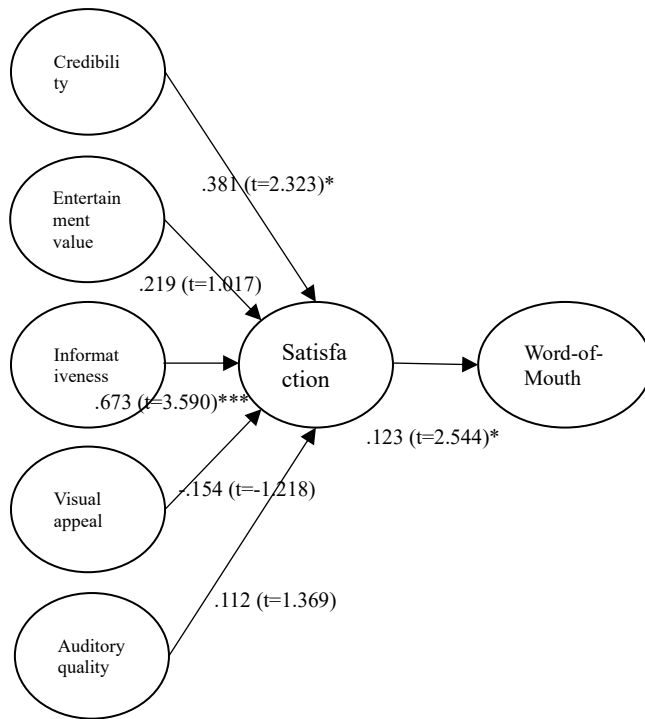 Credibili
ty
.381 (t=2.323)*
Entertain
ment
value
.219 (t=1.017)
Informat
iveness
.673 (t=3.590)***
Satisfa
ction
Word-of-
Mouth
.123 (t=2.544)*
Visual
appeal
-.154 (t=-1.218)
.112 (t=1.369)
Auditory
quality